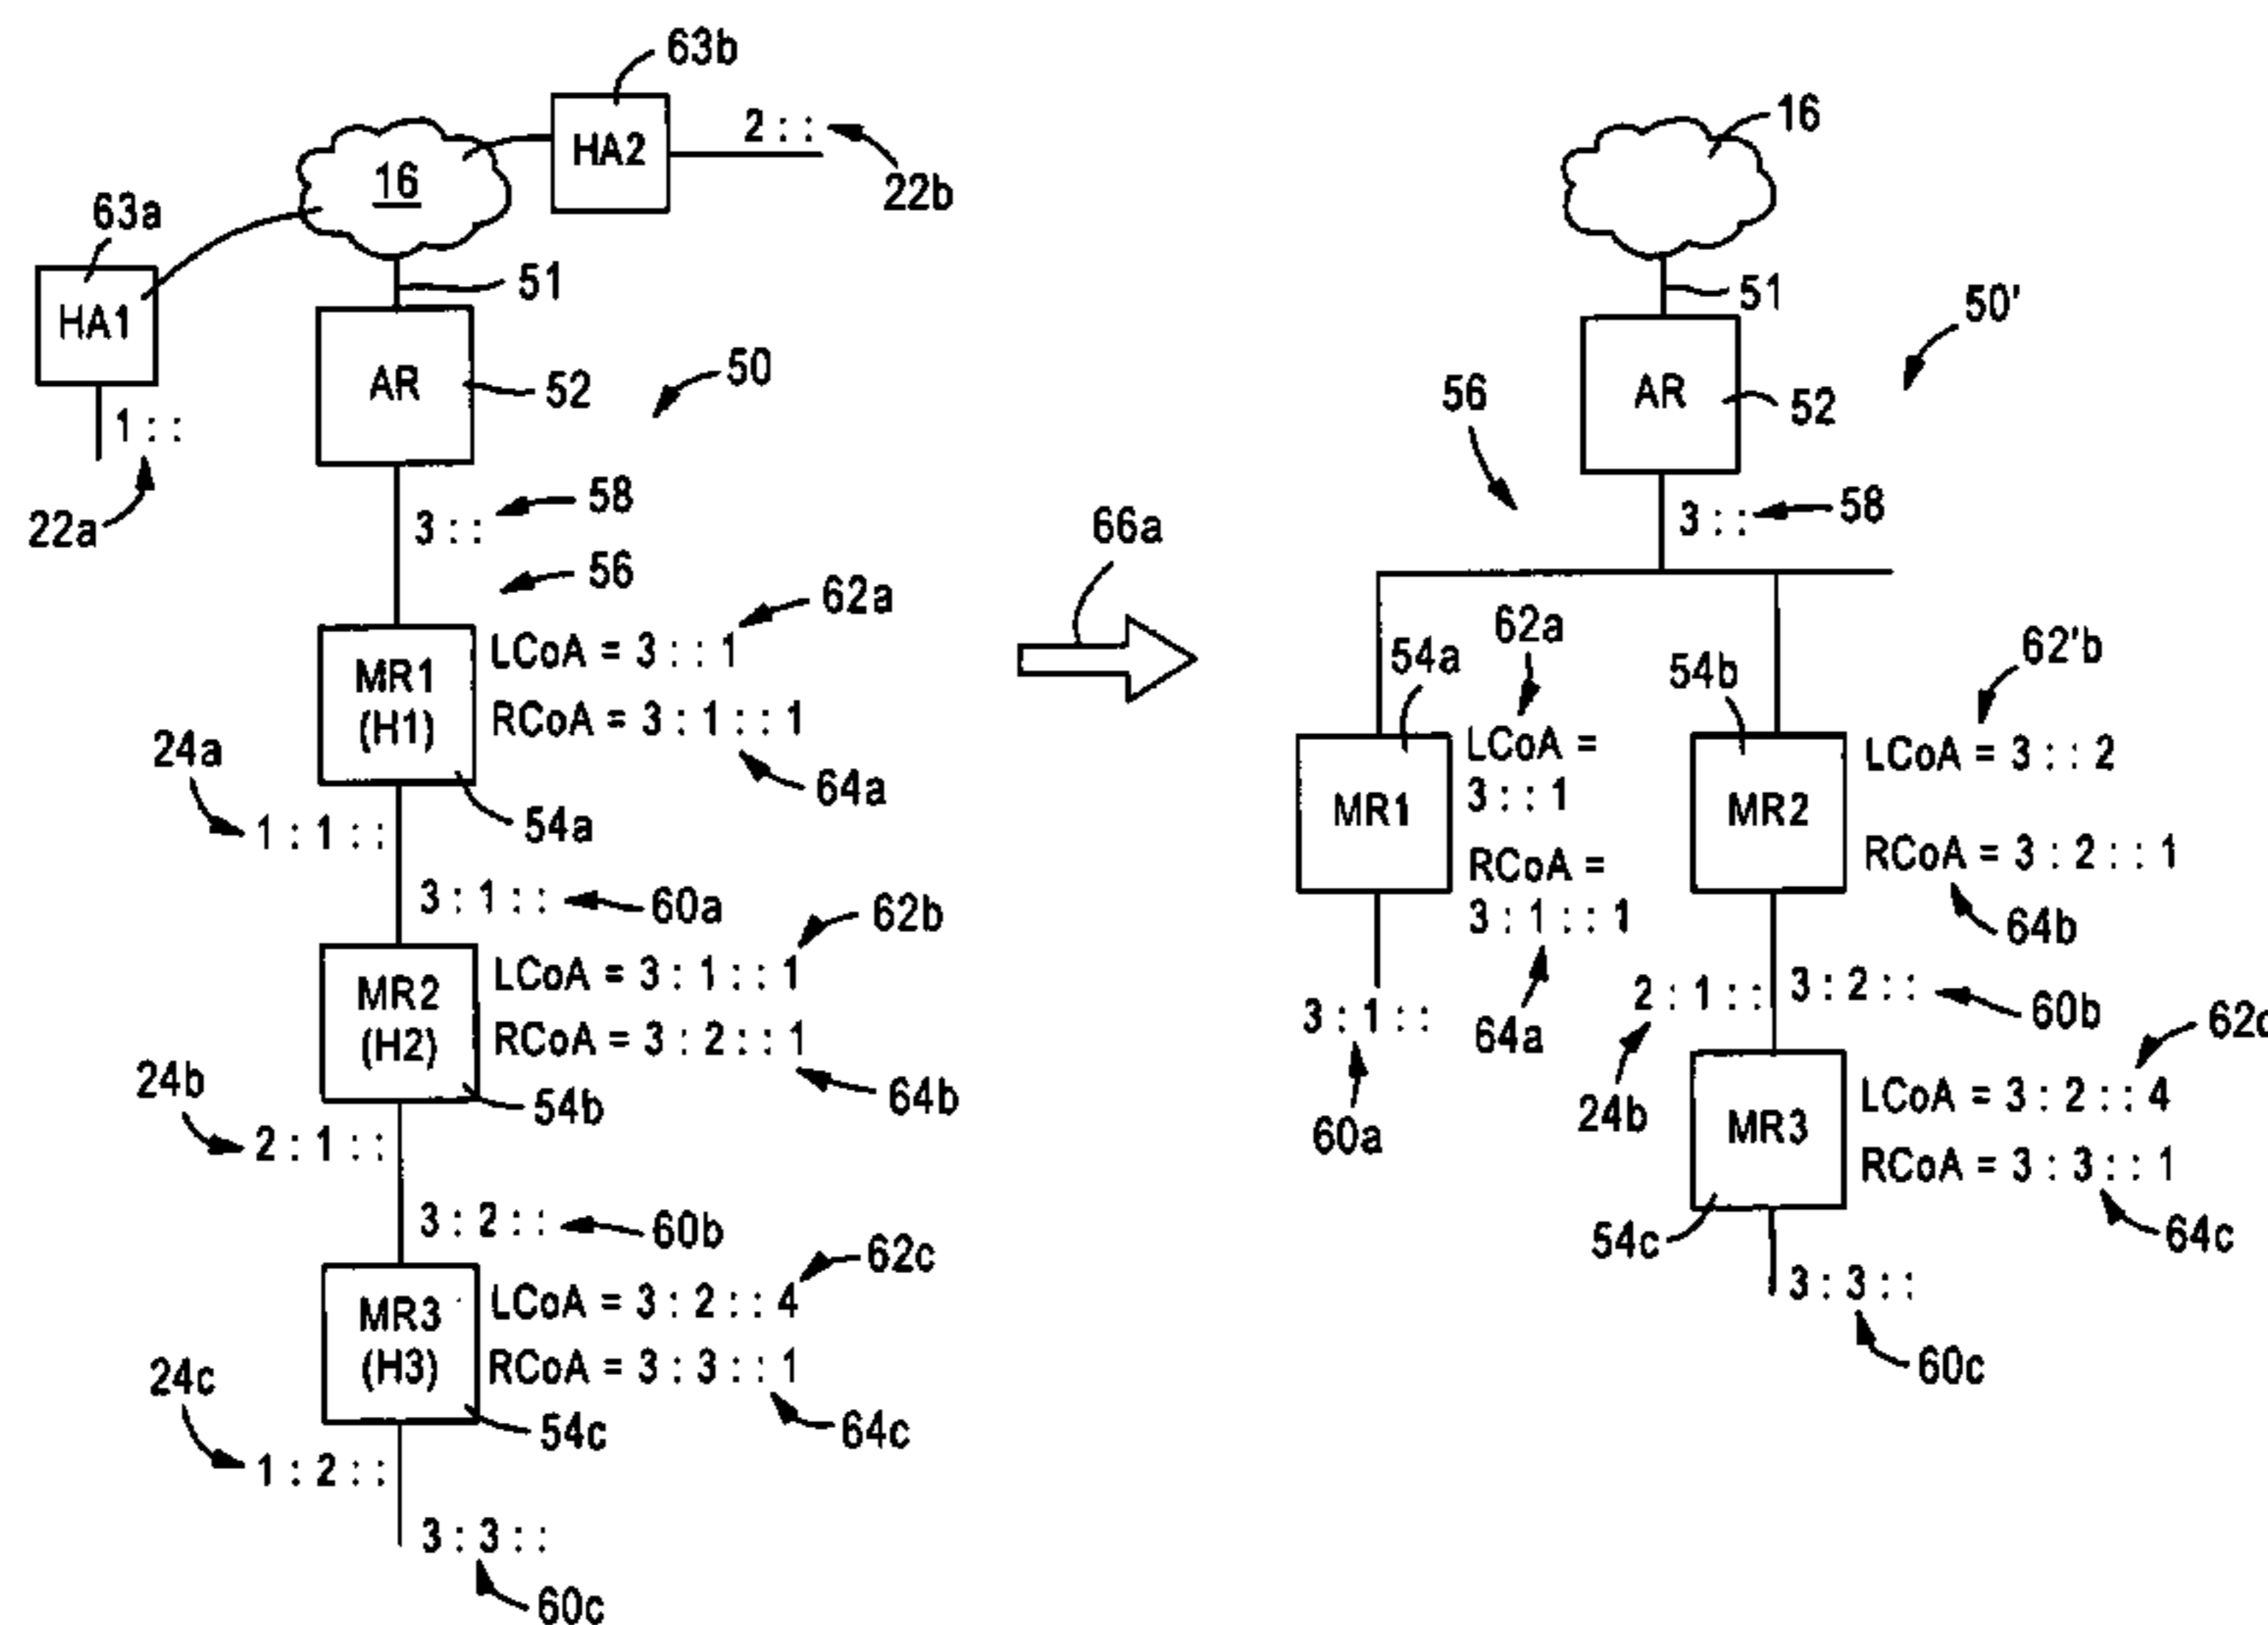 63b
HA2
2 : :
22b
16
63a
HA1
1 : :
22a
51
AR
52
50
3 : :
58
56
MR1
(H1)
LCoA = 3 : : 1
62a
RCoA = 3 : 1 : : 1
64a
54a
24a
1 : 1 : :
3 : 1 : :
60a
MR2
(H2)
62b
LCoA = 3 : 1 : : 1
RCoA = 3 : 2 : : 1
64b
54b
24b
2 : 1 : :
3 : 2 : :
60b
MR3
(H3)
62c
LCoA = 3 : 2 : : 4
RCoA = 3 : 3 : : 1
64c
54c
24c
1 : 2 : :
3 : 3 : :
60c
66a
16
51
50'
AR
52
56
3 : :
58
62a
54a
MR1
LCoA =
3 : : 1
RCoA =
3 : 1 : : 1
64a
3 : 1 : :
60a
54b
62'b
MR2
LCoA = 3 : : 2
RCoA = 3 : 2 : : 1
64b
2 : 1 : :
24b
3 : 2 : :
60b
62c
MR3
LCoA = 3 : 2 : : 4
RCoA = 3 : 3 : : 1
64c
54c
3 : 3 : :
60c